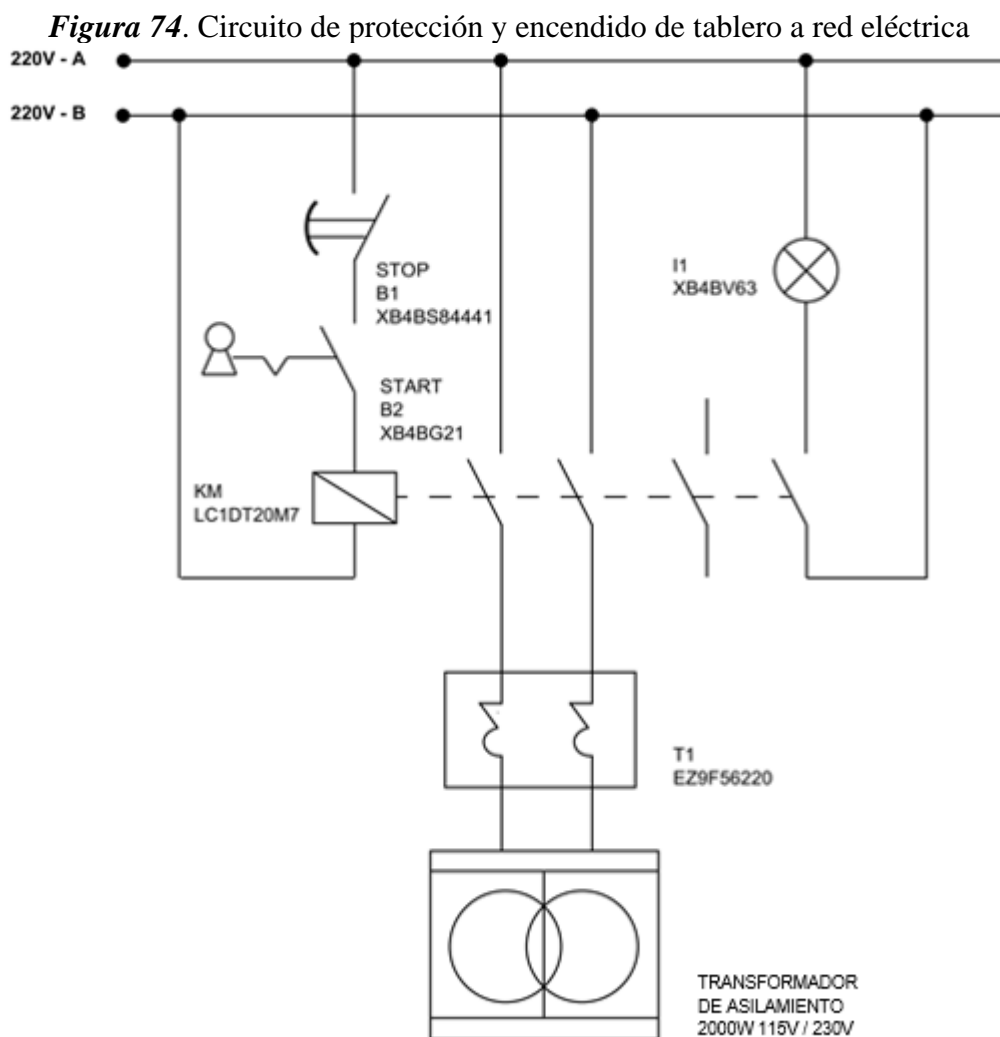 Figura 74. Circuito de protección y encendido de tablero a red eléctrica
220V - A
220V - B
STOP
B1
XB4BS84441
I1
XB4BV63
START
B2
XB4BG21
KM
LC1DT20M7
T1
EZ9F56220
TRANSFORMADOR
DE ASILAMIENTO
2000W 115V / 230V